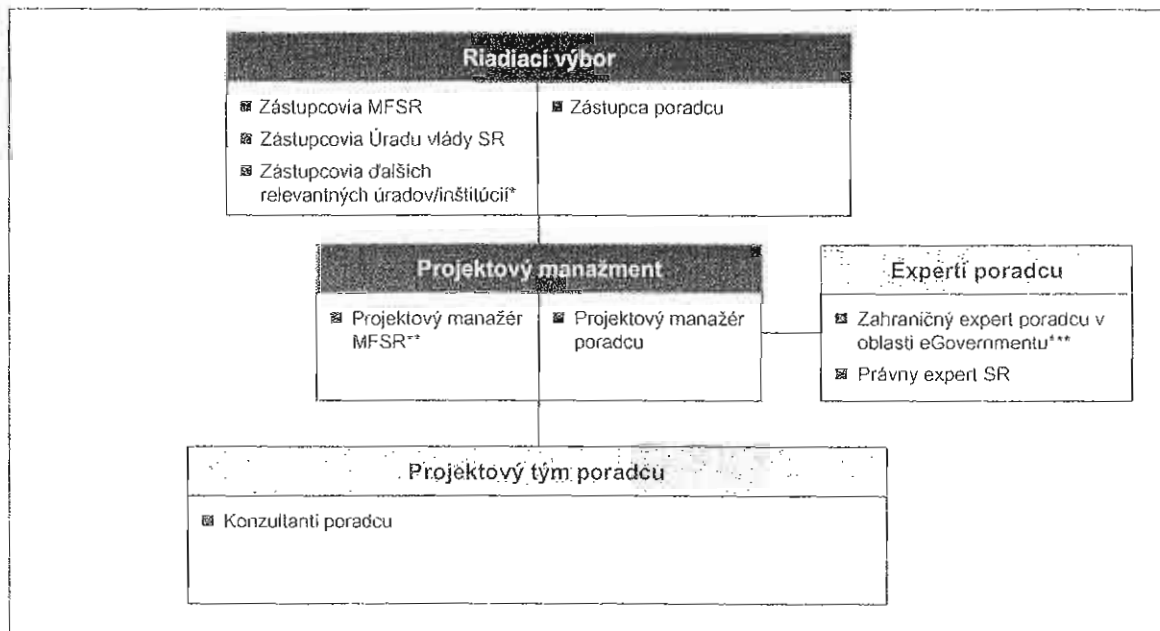 Riadiací výbor
Zástupcovia MFSR
Zástupcovia Úradu vlády SR
Zástupcovia ďalších
relevantných úradov/inštitúcií*
Zástupca poradcu
Projektový manažment
Projektový manažér
MFSR**
Projektový manažér
poradcu
Experti poradcu
Zahraničný expert poradcu v
oblasti eGovernmentu***
Právny expert SR
Projektový tým poradcu
Konzultanti poradcu